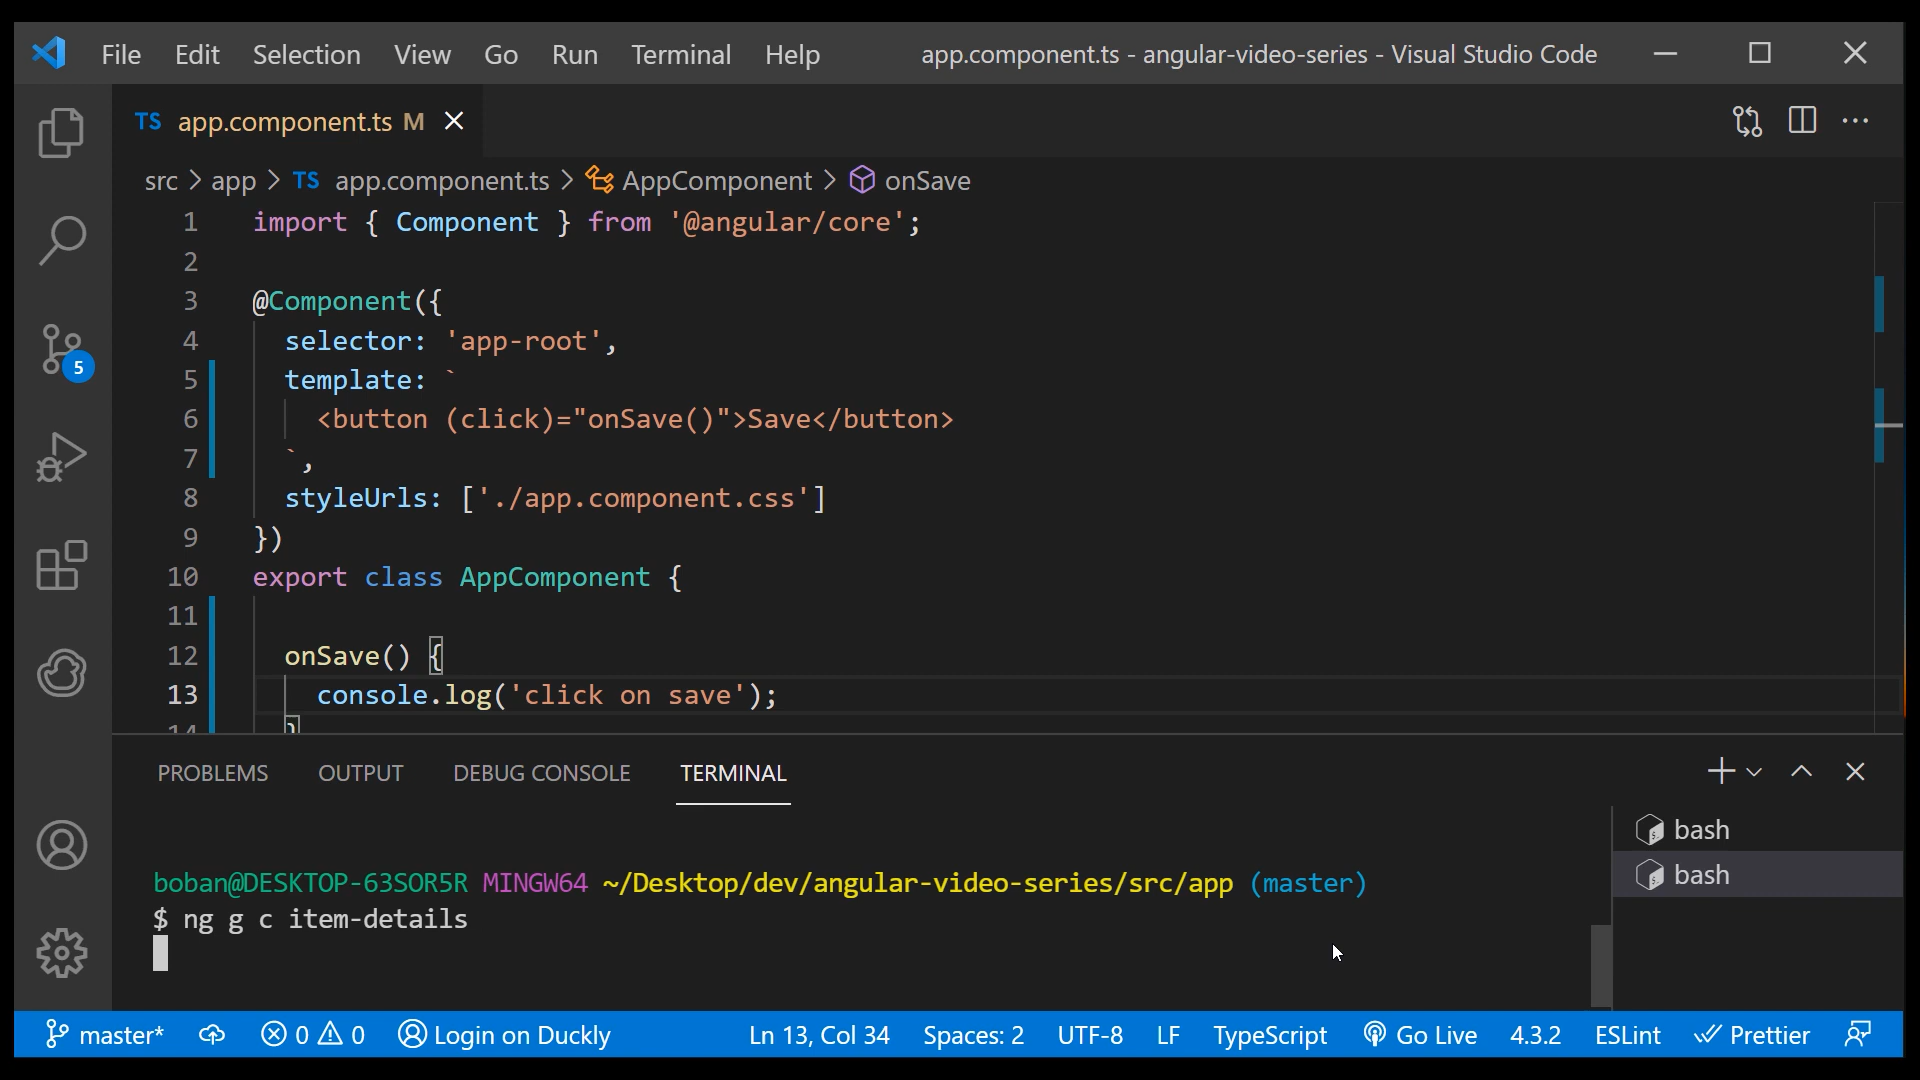 File Edit Selection View Go Run Terminal Help app.component.ts - angular-video-series - Visual Studio Code
TS app.component.ts M
src > app > TS app.component.ts > AppComponent > onSave
1 import { Component } from '@angular/core';
2
3 @Component({
4 selector: 'app-root',
5 template: `
6 <button (click)="onSave()">Save</button>
7 `,
8 styleUrls: ['./app.component.css']
9 })
10 export class AppComponent {
11
12 onSave() {
13 console.log('click on save');
14 }
5
PROBLEMS OUTPUT DEBUG CONSOLE TERMINAL
boban@DESKTOP-63SOR5R MINGW64 ~/Desktop/dev/angular-video-series/src/app (master)
$ ng g c item-details
bash
bash
master* 0 0 Login on Duckly Ln 13, Col 34 Spaces: 2 UTF-8 LF TypeScript Go Live 4.3.2 ESLint Prettier